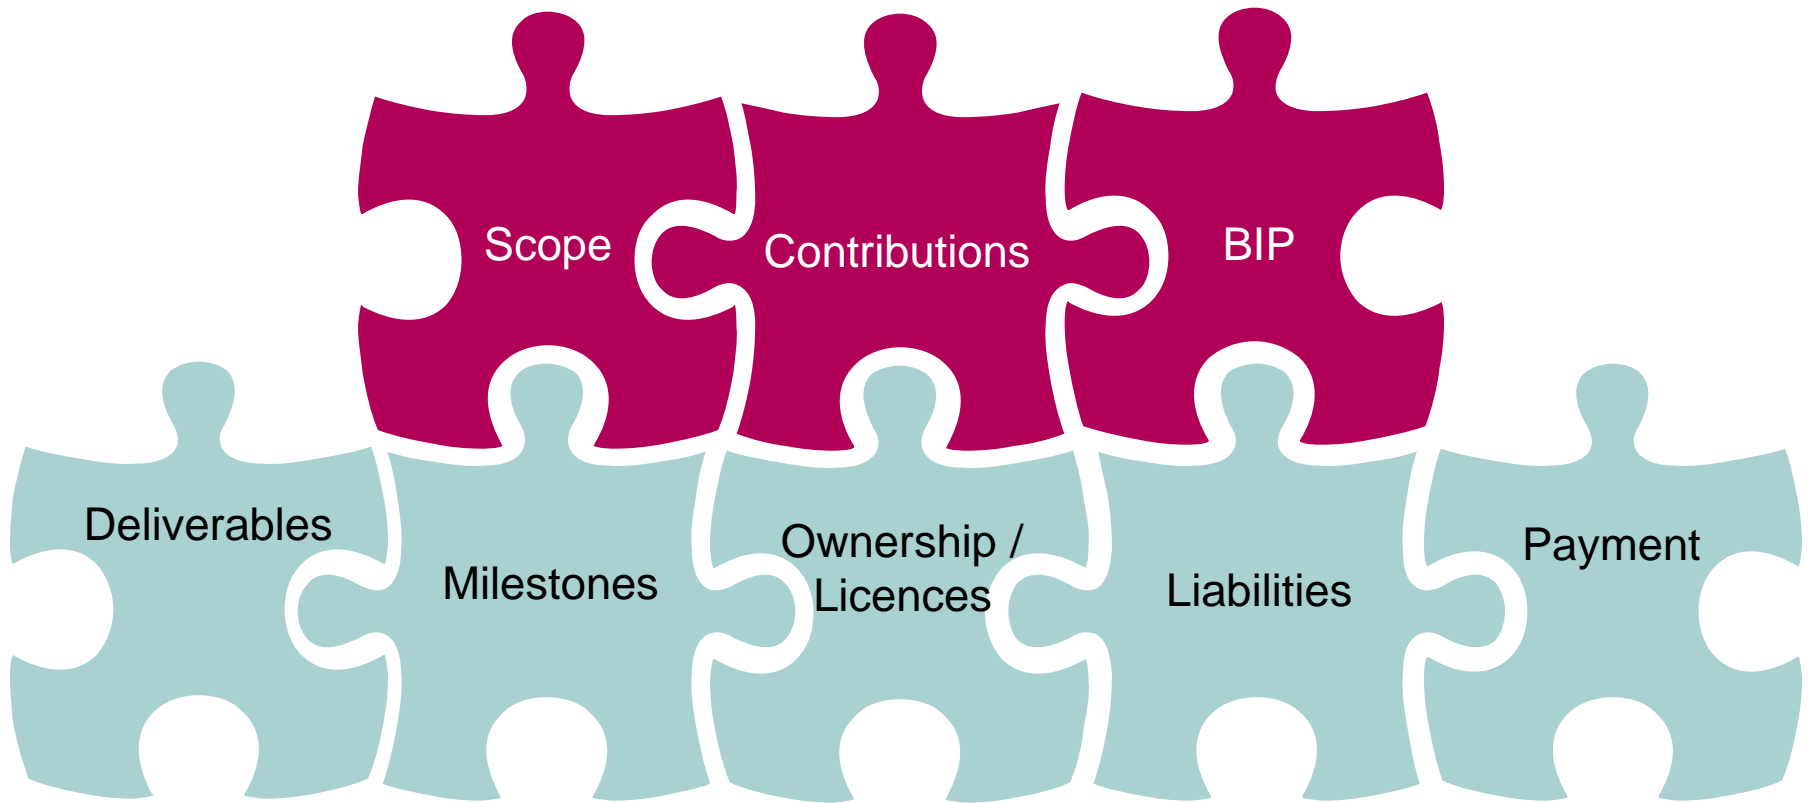 Scope
Contributions
BIP
Deliverables
Milestones
Ownership /
Licences
Liabilities
Payment